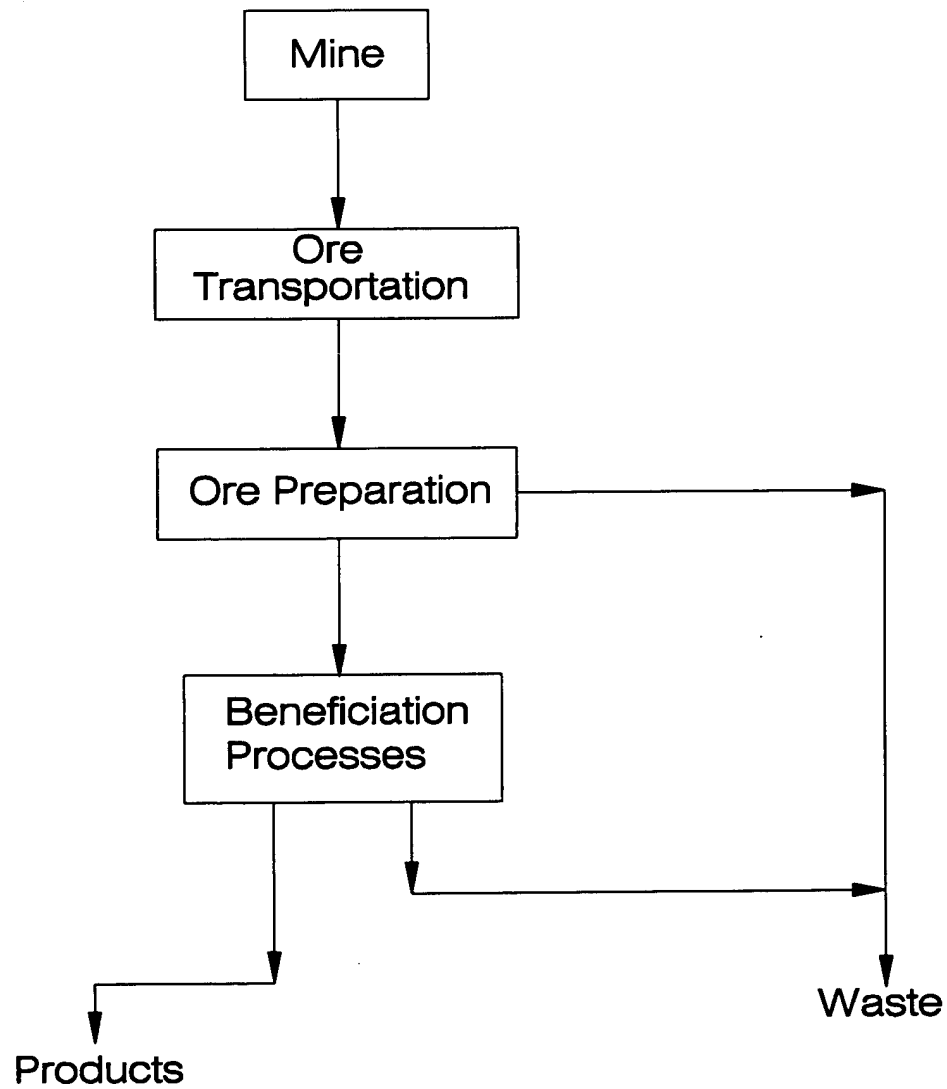 Mine
Ore
Transportation
Ore Preparation
Beneficiation
Processes
Waste
Products